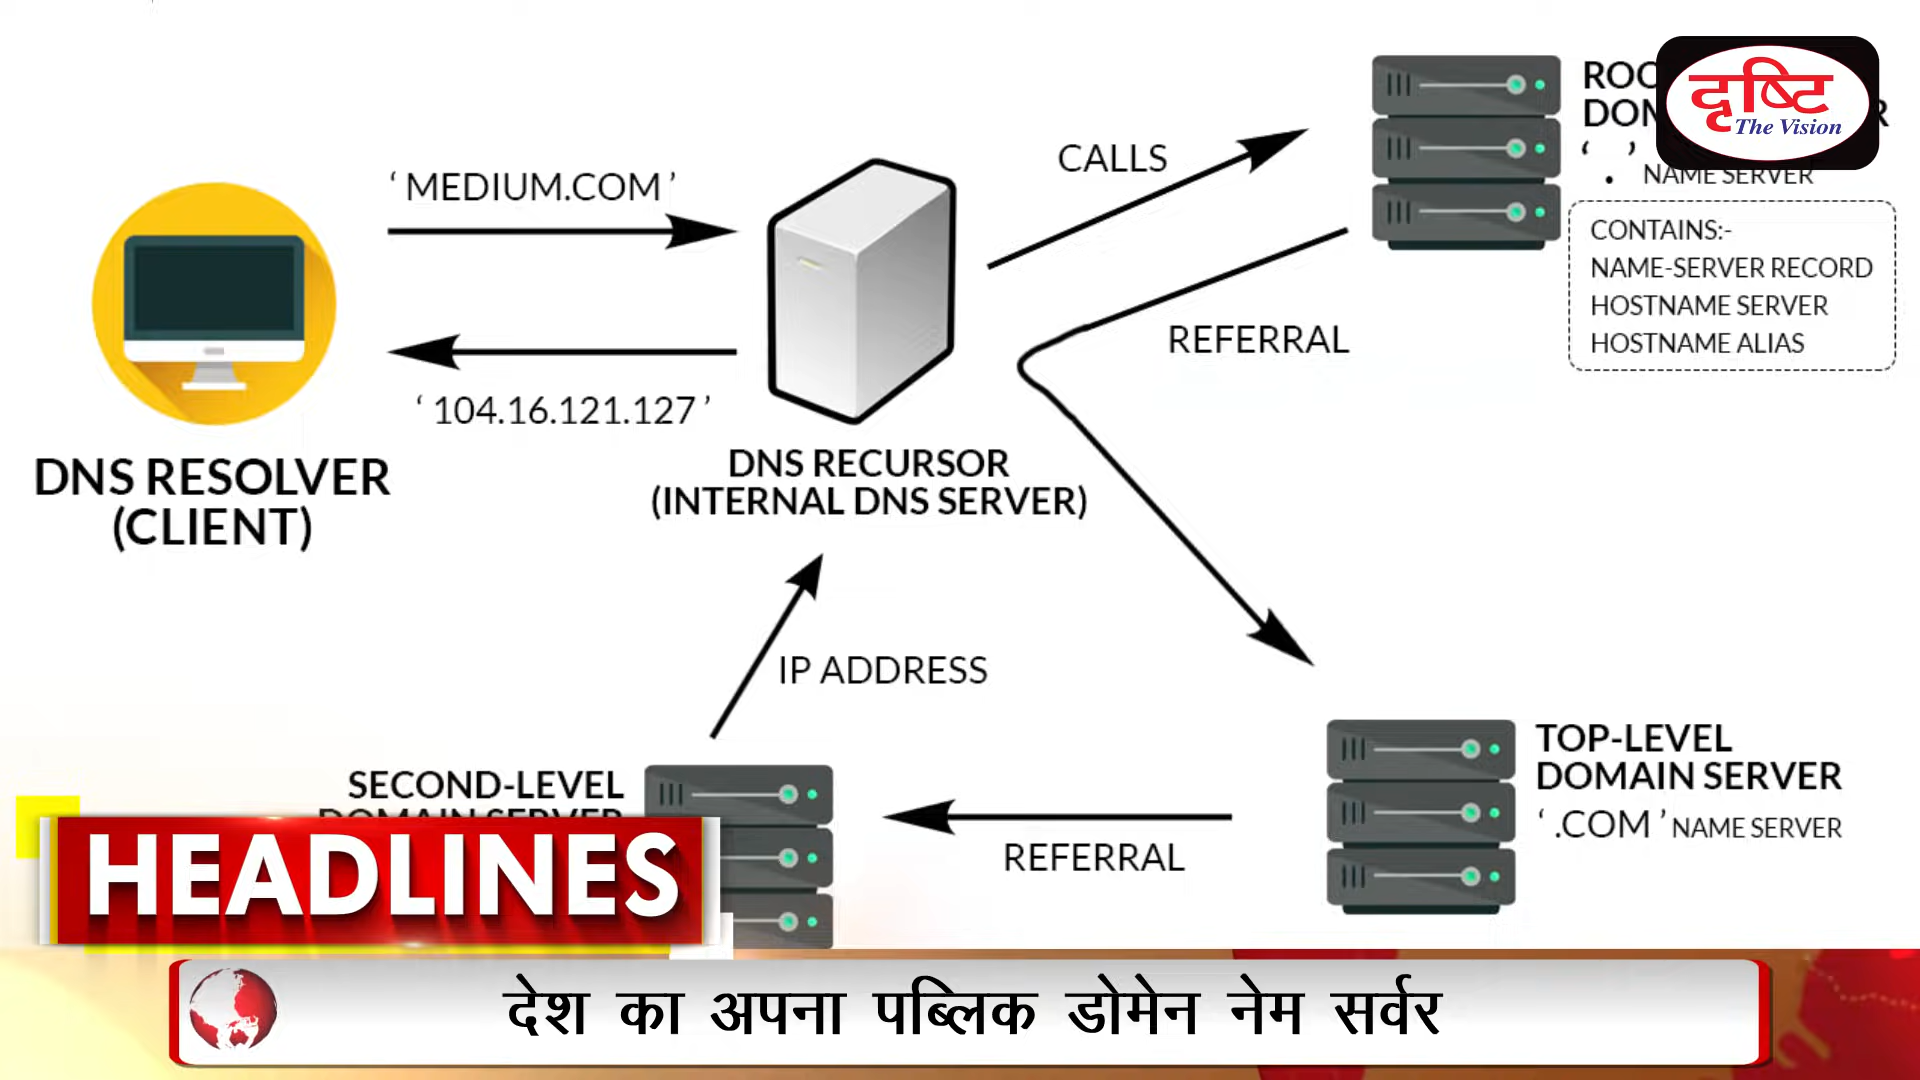 दृष्टि
The Vision
' MEDIUM.COM '
CALLS
' . ' NAME SERVER
CONTAINS:-
NAME-SERVER RECORD
HOSTNAME SERVER
HOSTNAME ALIAS
REFERRAL
' 104.16.121.127 '
DNS RESOLVER
(CLIENT)
DNS RECURSOR
(INTERNAL DNS SERVER)
IP ADDRESS
TOP-LEVEL
DOMAIN SERVER
' .COM ' NAME SERVER
SECOND-LEVEL
DOMAIN SERVER
REFERRAL
HEADLINES
देश का अपना पब्लिक डोमेन नेम सर्वर